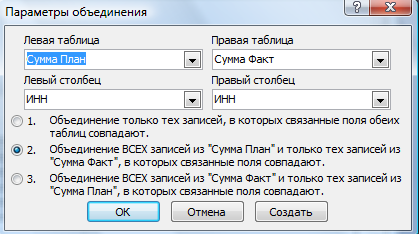 Параметры объединения
Левая таблица Правая таблица
Сумма План Сумма Факт
Левый столбец Правый столбец
ИНН ИНН
1. Объединение только тех записей, в которых связанные поля обеих
таблиц совпадают.
2. Объединение ВСЕХ записей из "Сумма План" и только тех записей из
"Сумма Факт", в которых связанные поля совпадают.
3. Объединение ВСЕХ записей из "Сумма Факт" и только тех записей из
"Сумма План", в которых связанные поля совпадают.
ОК Отмена Создать